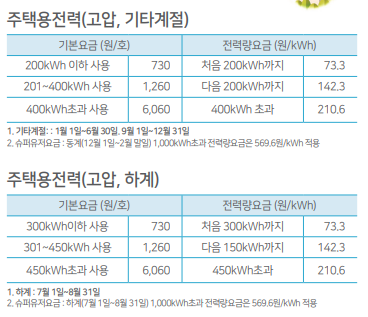 주택용전력(고압, 기타계절)
기본요금 (원/호) 전력량요금 (원/kWh)
200kWh 이하 사용 730 처음 200kWh까지 73.3
201~400kWh 사용 1,260 다음 200kWh까지 142.3
400kWh초과 사용 6,060 400kWh 초과 210.6
1. 기타계절: : 1월 1일~6월 30일. 9월 1일~12월 31일
2. 슈퍼유저요금 : 동계(12월 1일~2월 말일) 1,000kWh초과 전력량요금은 569.6원/kWh 적용
주택용전력(고압, 하계)
기본요금 (원/호) 전력량요금 (원/kWh)
300kWh이하 사용 730 처음 300kWh까지 73.3
301~450kWh 사용 1,260 다음 150kWh까지 142.3
450kWh초과 사용 6,060 450kWh초과 210.6
1. 하계 : 7월 1일~8월 31일
2. 슈퍼유저요금 : 하계(7월 1일~8월 31일) 1,000kWh초과 전력량요금은 569.6원/kWh 적용